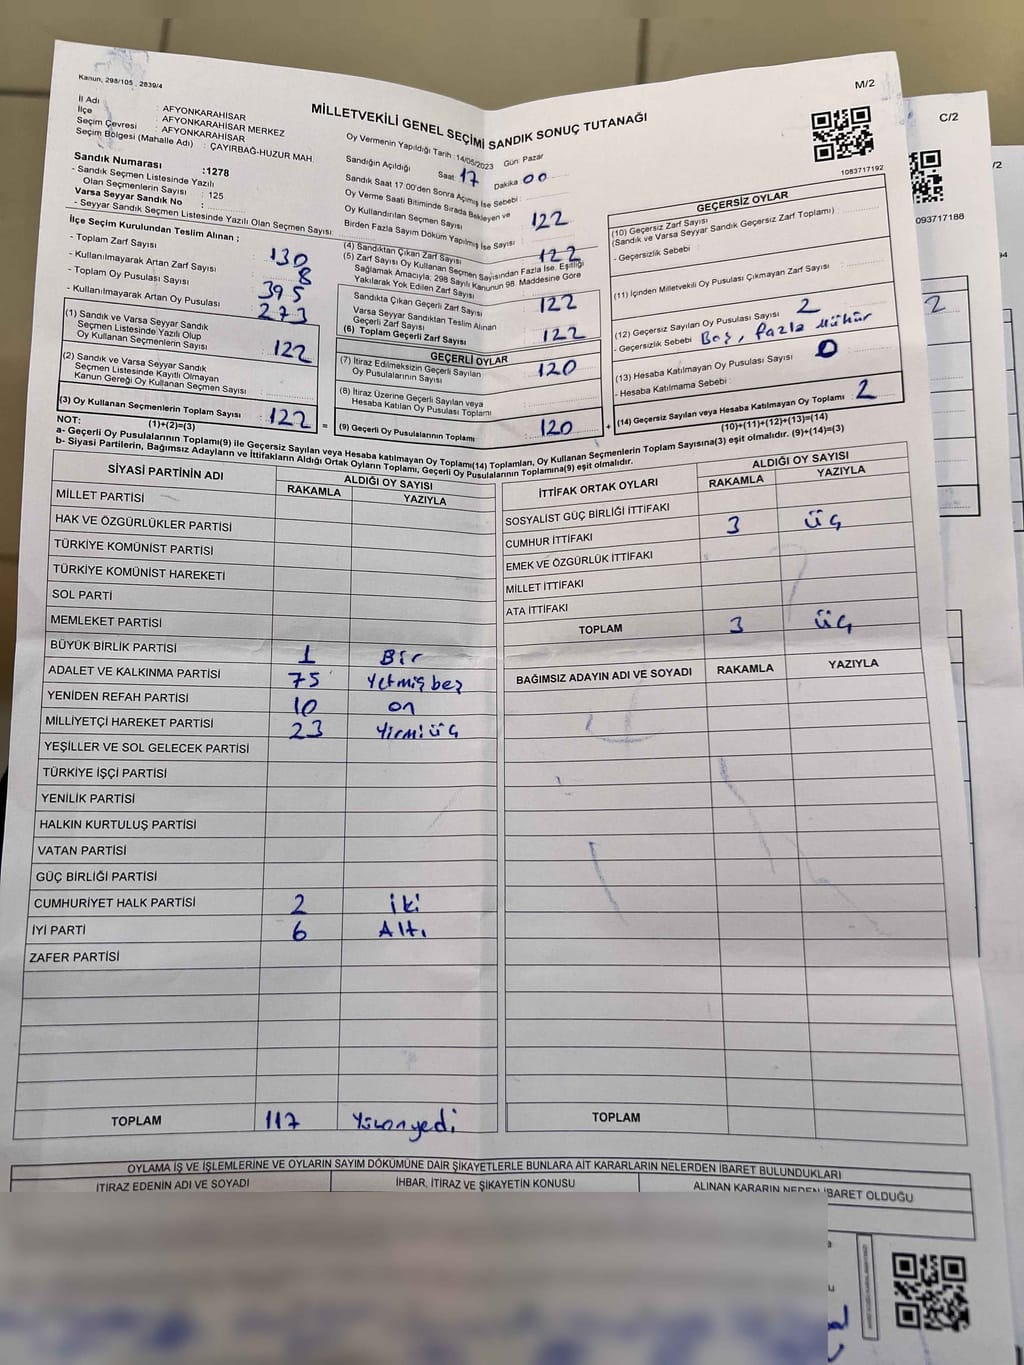 Kanun, 298/105 , 2839/4
M/2
MİLLETVEKİLİ GENEL SEÇİMİ SANDIK SONUÇ TUTANAĞI
İl Adı : AFYONKARAHİSAR
İlçe : AFYONKARAHİSAR MERKEZ
Seçim Çevresi : AFYONKARAHİSAR
Seçim Bölgesi (Mahalle Adı) : ÇAYIRBAĞ-HUZUR MAH
Sandık Numarası :1278
- Sandık Seçmen Listesinde Yazılı
Olan Seçmenlerin Sayısı : 125
Varsa Seyyar Sandık No :
- Seyyar Sandık Seçmen Listesinde Yazılı Olan Seçmen Sayısı:
İlçe Seçim Kurulundan Teslim Alınan ;
- Toplam Zarf Sayısı : 130
- Kullanılmayarak Artan Zarf Sayısı : 8
- Toplam Oy Pusulası Sayısı : 395
- Kullanılmayarak Artan Oy Pusulası : 273
(1) Sandık ve Varsa Seyyar Sandık
Seçmen Listesinde Yazılı Olup
Oy Kullanan Seçmenlerin Sayısı : 122
(2) Sandık ve Varsa Seyyar Sandık
Seçmen Listesinde Kayıtlı Olmayan
Kanun Gereği Oy Kullanan Seçmen Sayısı :
(3) Oy Kullanan Seçmenlerin Toplam Sayısı : 122 =
(1)+(2)=(3)
Oy Vermenin Yapıldığı Tarih :14/05/2023 Gün: Pazar
Sandığın Açıldığı Saat: 17 Dakika 00
Sandık Saat 17.00'den Sonra Açılmış İse Sebebi :
Oy Verme Saati Bitiminde Sırada Bekleyen ve
Oy Kullandırılan Seçmen Sayısı 122
Birden Fazla Sayım Döküm Yapılmış İse Sayısı :
(4) Sandıktan Çıkan Zarf Sayısı : 122
(5) Zarf Sayısı Oy Kullanan Seçmen Sayısından Fazla İse, Eşitliği
Sağlamak Amacıyla, 298 Sayılı Kanunun 98. Maddesine Göre
Yakılarak Yok Edilen Zarf Sayısı :
Sandıkta Çıkan Geçerli Zarf Sayısı : 122
Varsa Seyyar Sandıktan Teslim Alınan
Geçerli Zarf Sayısı :
(6) Toplam Geçerli Zarf Sayısı : 122
GEÇERLİ OYLAR
(7) İtiraz Edilmeksizin Geçerli Sayılan
Oy Pusulalarının Sayısı : 120
(8) İtiraz Üzerine Geçerli Sayılan veya
Hesaba Katılan Oy Pusulası Toplamı :
(9) Geçerli Oy Pusulalarının Toplamı : 120 +
1083717192
GEÇERSİZ OYLAR
(10) Geçersiz Zarf Sayısı
(Sandık ve Varsa Seyyar Sandık Geçersiz Zarf Toplamı) :
- Geçersizlik Sebebi :
(11) İçinden Milletvekili Oy Pusulası Çıkmayan Zarf Sayısı :
(12) Geçersiz Sayılan Oy Pusulası Sayısı : 2
- Geçersizlik Sebebi Boş, fazla mühür
(13) Hesaba Katılmayan Oy Pusulası Sayısı : 0
- Hesaba Katılmama Sebebi :
(14) Geçersiz Sayılan veya Hesaba Katılmayan Oy Toplamı : 2
(10)+(11)+(12)+(13)=(14)
NOT:
a- Geçerli Oy Pusulalarının Toplamı(9) ile Geçersiz Sayılan veya Hesaba katılmayan Oy Toplamı(14) Toplamları, Oy Kullanan Seçmenlerin Toplam Sayısına(3) eşit olmalıdır. (9)+(14)=(3)
b- Siyasi Partilerin, Bağımsız Adayların ve İttifakların Aldığı Ortak Oyların Toplamı, Geçerli Oy Pusulalarının Toplamına(9) eşit olmalıdır.
SİYASİ PARTİNİN ADI ALDIĞI OY SAYISI
RAKAMLA YAZIYLA
MİLLET PARTİSİ
HAK VE ÖZGÜRLÜKLER PARTİSİ
TÜRKİYE KOMÜNİST PARTİSİ
TÜRKİYE KOMÜNİST HAREKETİ
SOL PARTİ
MEMLEKET PARTİSİ
BÜYÜK BİRLİK PARTİSİ 1 Bir
ADALET VE KALKINMA PARTİSİ 75 Yetmişbeş
YENİDEN REFAH PARTİSİ 10 on
MİLLİYETÇİ HAREKET PARTİSİ 23 Yirmiüç
YEŞİLLER VE SOL GELECEK PARTİSİ
TÜRKİYE İŞÇİ PARTİSİ
YENİLİK PARTİSİ
HALKIN KURTULUŞ PARTİSİ
VATAN PARTİSİ
GÜÇ BİRLİĞİ PARTİSİ
CUMHURİYET HALK PARTİSİ 2 iki
İYİ PARTİ 6 Altı
ZAFER PARTİSİ
TOPLAM 117 Yüzonyedi
İTTİFAK ORTAK OYLARI ALDIĞI OY SAYISI
RAKAMLA YAZIYLA
SOSYALİST GÜÇ BİRLİĞİ İTTİFAKI
CUMHUR İTTİFAKI 3 üç
EMEK VE ÖZGÜRLÜK İTTİFAKI
MİLLET İTTİFAKI
ATA İTTİFAKI
TOPLAM 3 üç
BAĞIMSIZ ADAYIN ADI VE SOYADI RAKAMLA YAZIYLA
TOPLAM
OYLAMA İŞ VE İŞLEMLERİNE VE OYLARIN SAYIM DÖKÜMÜNE DAİR ŞİKAYETLERLE BUNLARA AİT KARARLARIN NELERDEN İBARET BULUNDUKLARI
İTİRAZ EDENİN ADI VE SOYADI İHBAR, İTİRAZ VE ŞİKAYETİN KONUSU ALINAN KARARIN NEDEN İBARET OLDUĞU
C/2
093717188
2
/2